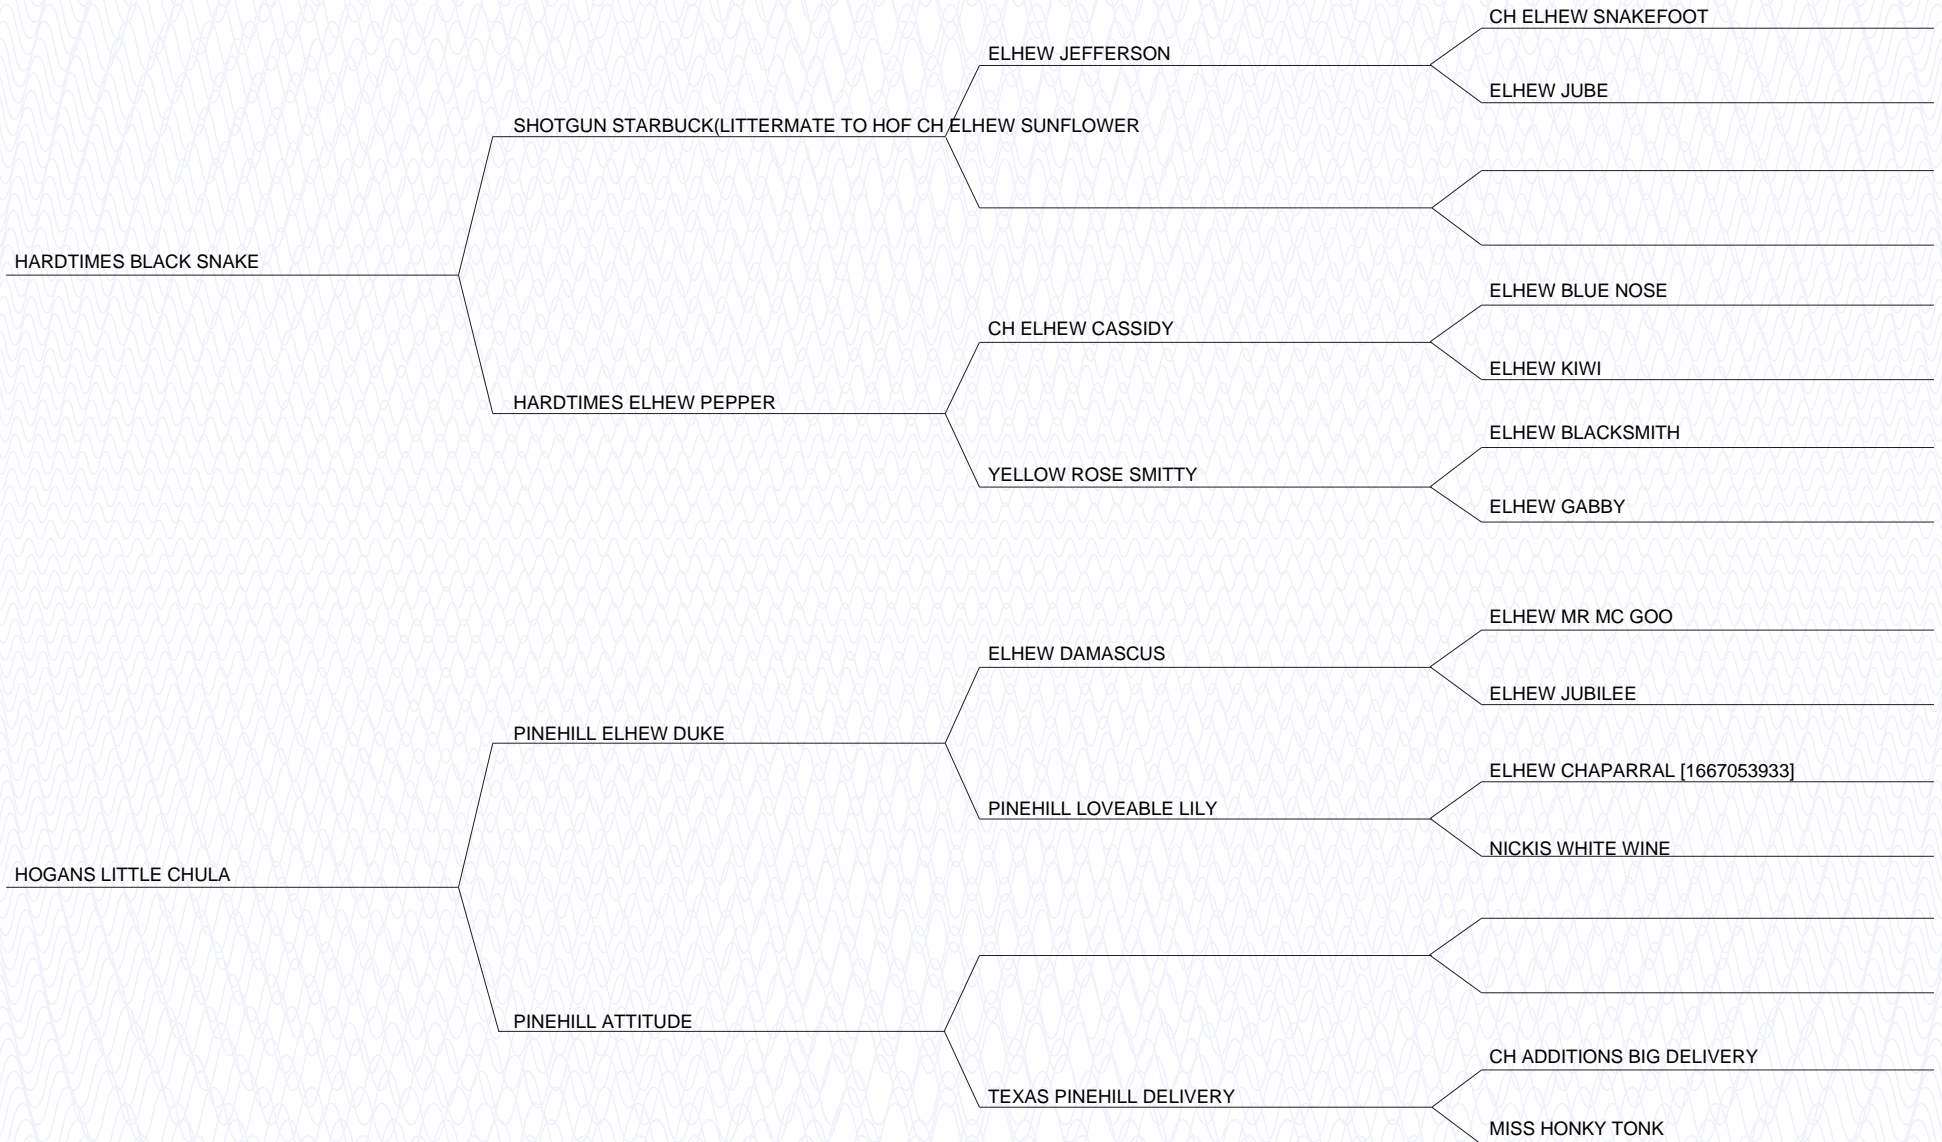 CH ELHEW SNAKEFOOT
ELHEW JEFFERSON
ELHEW JUBE
SHOTGUN STARBUCK(LITTERMATE TO HOF CH ELHEW SUNFLOWER
HARDTIMES BLACK SNAKE
ELHEW BLUE NOSE
CH ELHEW CASSIDY
ELHEW KIWI
HARDTIMES ELHEW PEPPER
ELHEW BLACKSMITH
YELLOW ROSE SMITTY
ELHEW GABBY
ELHEW MR MC GOO
ELHEW DAMASCUS
ELHEW JUBILEE
PINEHILL ELHEW DUKE
ELHEW CHAPARRAL [1667053933]
PINEHILL LOVEABLE LILY
NICKIS WHITE WINE
HOGANS LITTLE CHULA
PINEHILL ATTITUDE
CH ADDITIONS BIG DELIVERY
TEXAS PINEHILL DELIVERY
MISS HONKY TONK